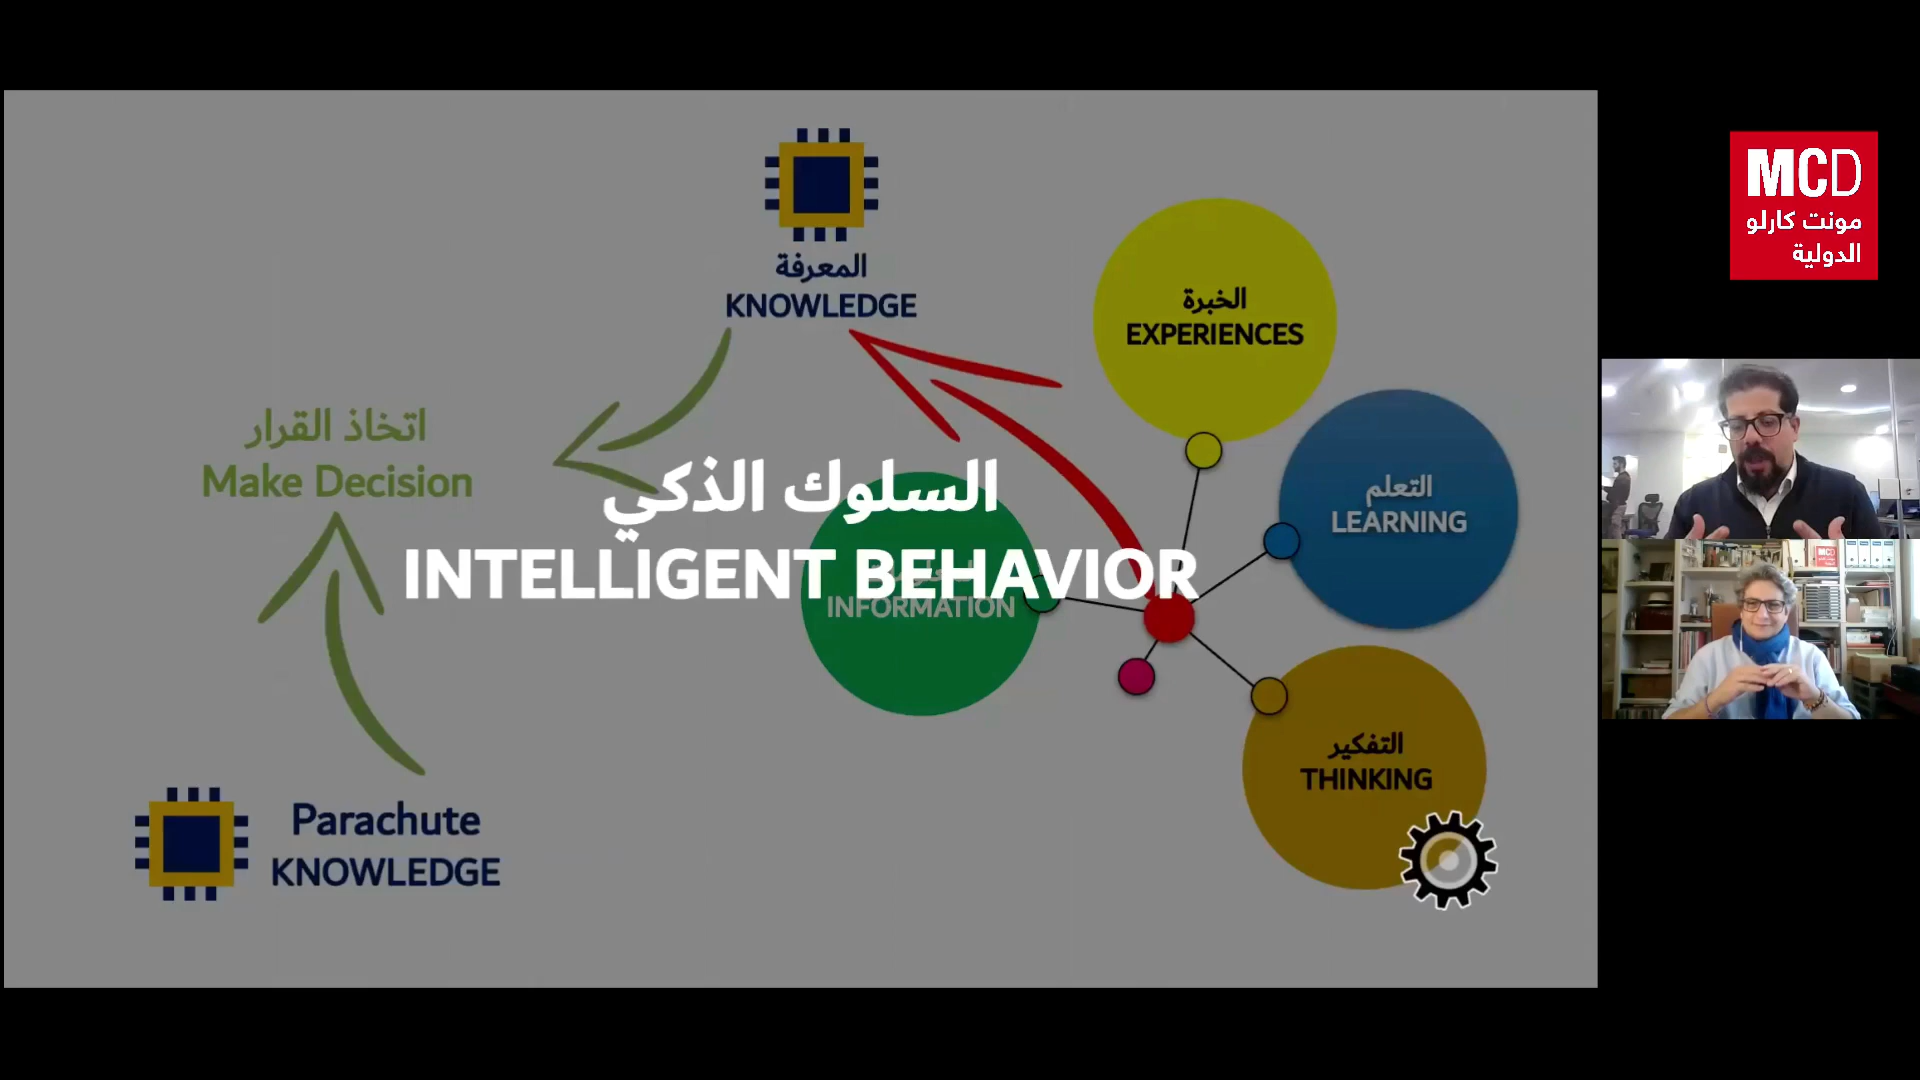 المعرفة
KNOWLEDGE
الخبرة
EXPERIENCES
التعلم
LEARNING
اتخاذ القرار
Make Decision
السلوك الذكي
INTELLIGENT BEHAVIOR
INFORMATION
التفكير
THINKING
Parachute
KNOWLEDGE
MCD
مونت كارلو
الدولية